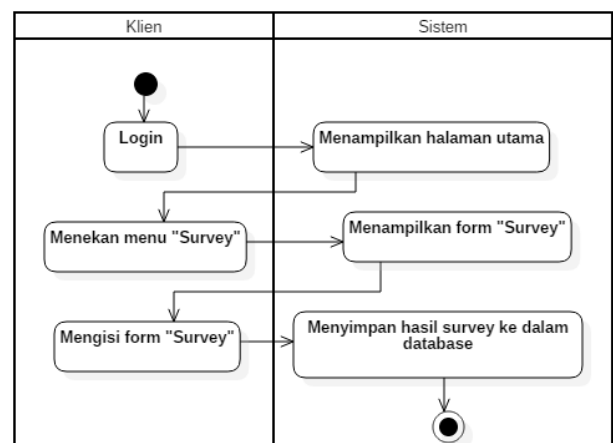 Klien
Sistem
Login
Menampilkan halaman utama
Menekan menu "Survey"
Menampilkan form "Survey"
Mengisi form "Survey"
Menyimpan hasil survey ke dalam
database